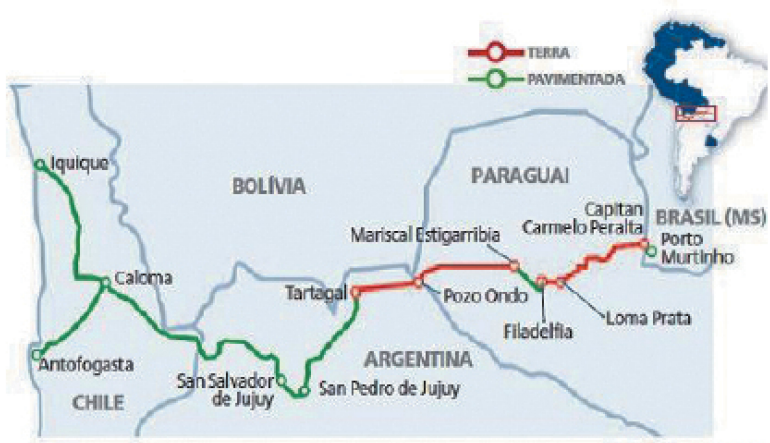 TERRA
PAVIMENTADA
Iquique
BOLÍVIA
PARAGUAI
Capitan
Carmelo Peralta
BRASIL (MS)
Porto
Murtinho
Mariscal Estigarribia
Caloma
Tartagal
Pozo Ondo
Loma Prata
Filadelfia
Antofogasta
ARGENTINA
San Salvador
de Jujuy
San Pedro de Jujuy
CHILE